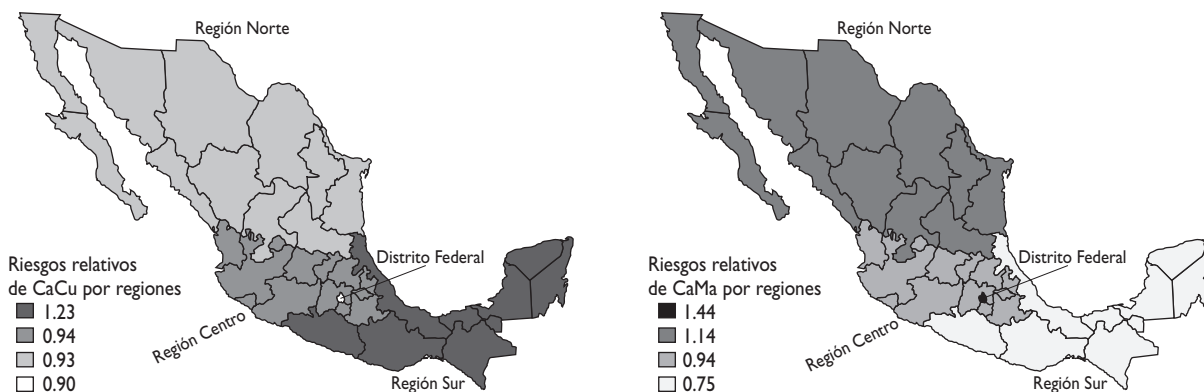 Región Norte
Distrito Federal
Riesgos relativos
de CaCu por regiones
1.23
0.94
0.93
0.90
Región Centro
Región Sur
Región Norte
Distrito Federal
Riesgos relativos
de CaMa por regiones
1.44
1.14
0.94
0.75
Región Centro
Región Sur